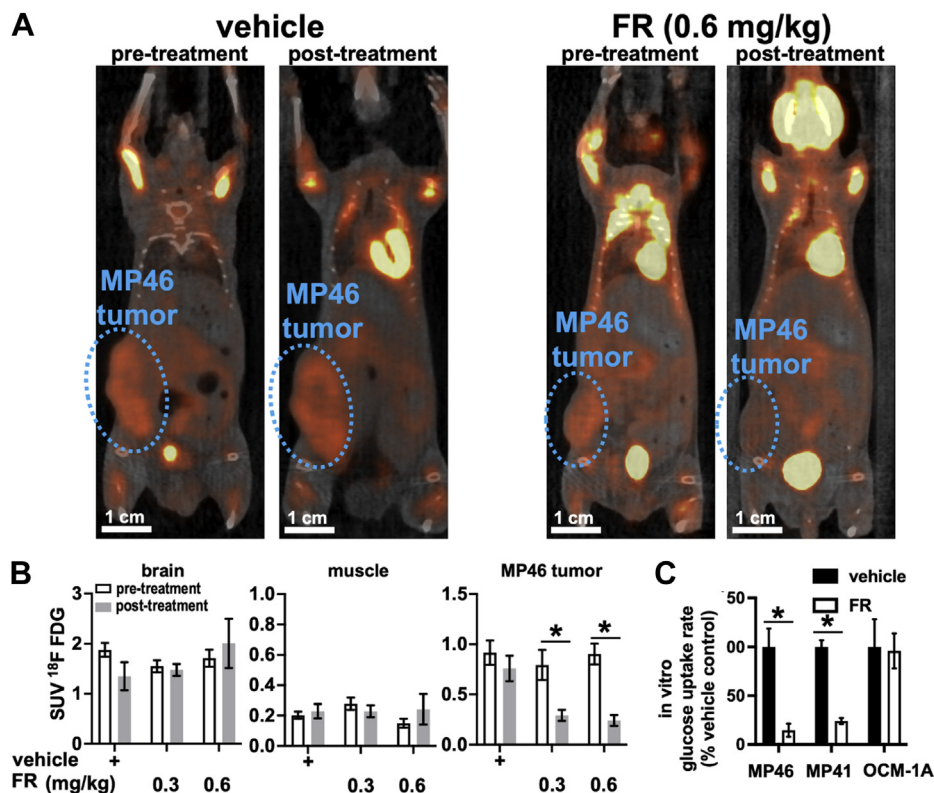 A
vehicle
FR (0.6 mg/kg)
pre-treatment
post-treatment
pre-treatment
post-treatment
MP46
tumor
MP46
tumor
MP46
tumor
MP46
tumor
1 cm
1 cm
1 cm
1 cm
B
brain
muscle
MP46 tumor
pre-treatment
post-treatment
SUV ¹⁸F FDG
3
2
1
0
1.0
0.8
0.6
0.4
0.2
0.0
1.5
1.0
0.5
0.0
*
*
vehicle + + +
FR (mg/kg) 0.3 0.6 0.3 0.6 0.3 0.6
C
vehicle
FR
in vitro
glucose uptake rate
(% vehicle control)
150
100
50
0
*
*
MP46 MP41 OCM-1A